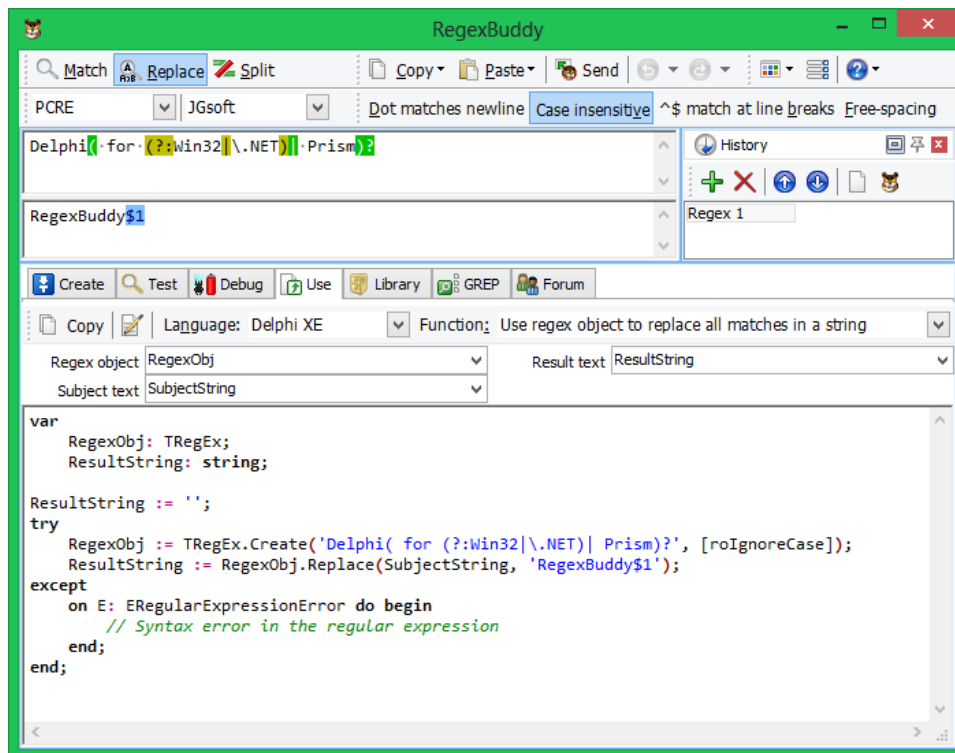 RegexBuddy
Match Replace Split Copy Paste Send
PCRE JGsoft Dot matches newline Case insensitive ^$ match at line breaks Free-spacing
Delphi(·for·(?:Win32|\.NET)|·Prism)?
History
RegexBuddy$1
Regex 1
Create Test Debug Use Library GREP Forum
Copy Language: Delphi XE Function: Use regex object to replace all matches in a string
Regex object RegexObj Result text ResultString
Subject text SubjectString
var
RegexObj: TRegEx;
ResultString: string;
ResultString := '';
try
RegexObj := TRegEx.Create('Delphi( for (?:Win32|\.NET)| Prism)?', [roIgnoreCase]);
ResultString := RegexObj.Replace(SubjectString, 'RegexBuddy$1');
except
on E: ERegularExpressionError do begin
// Syntax error in the regular expression
end;
end;